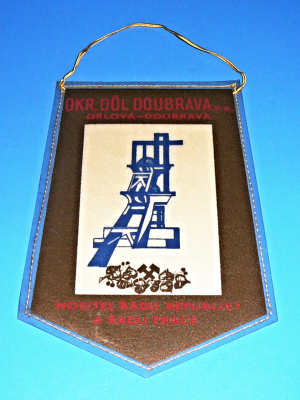 OKR, DŮL DOUBRAVA, n.p.
ORLOVÁ-DOUBRAVA
NOSITEL ŘÁDU REPUBLIKY
A ŘÁDU PRÁCE